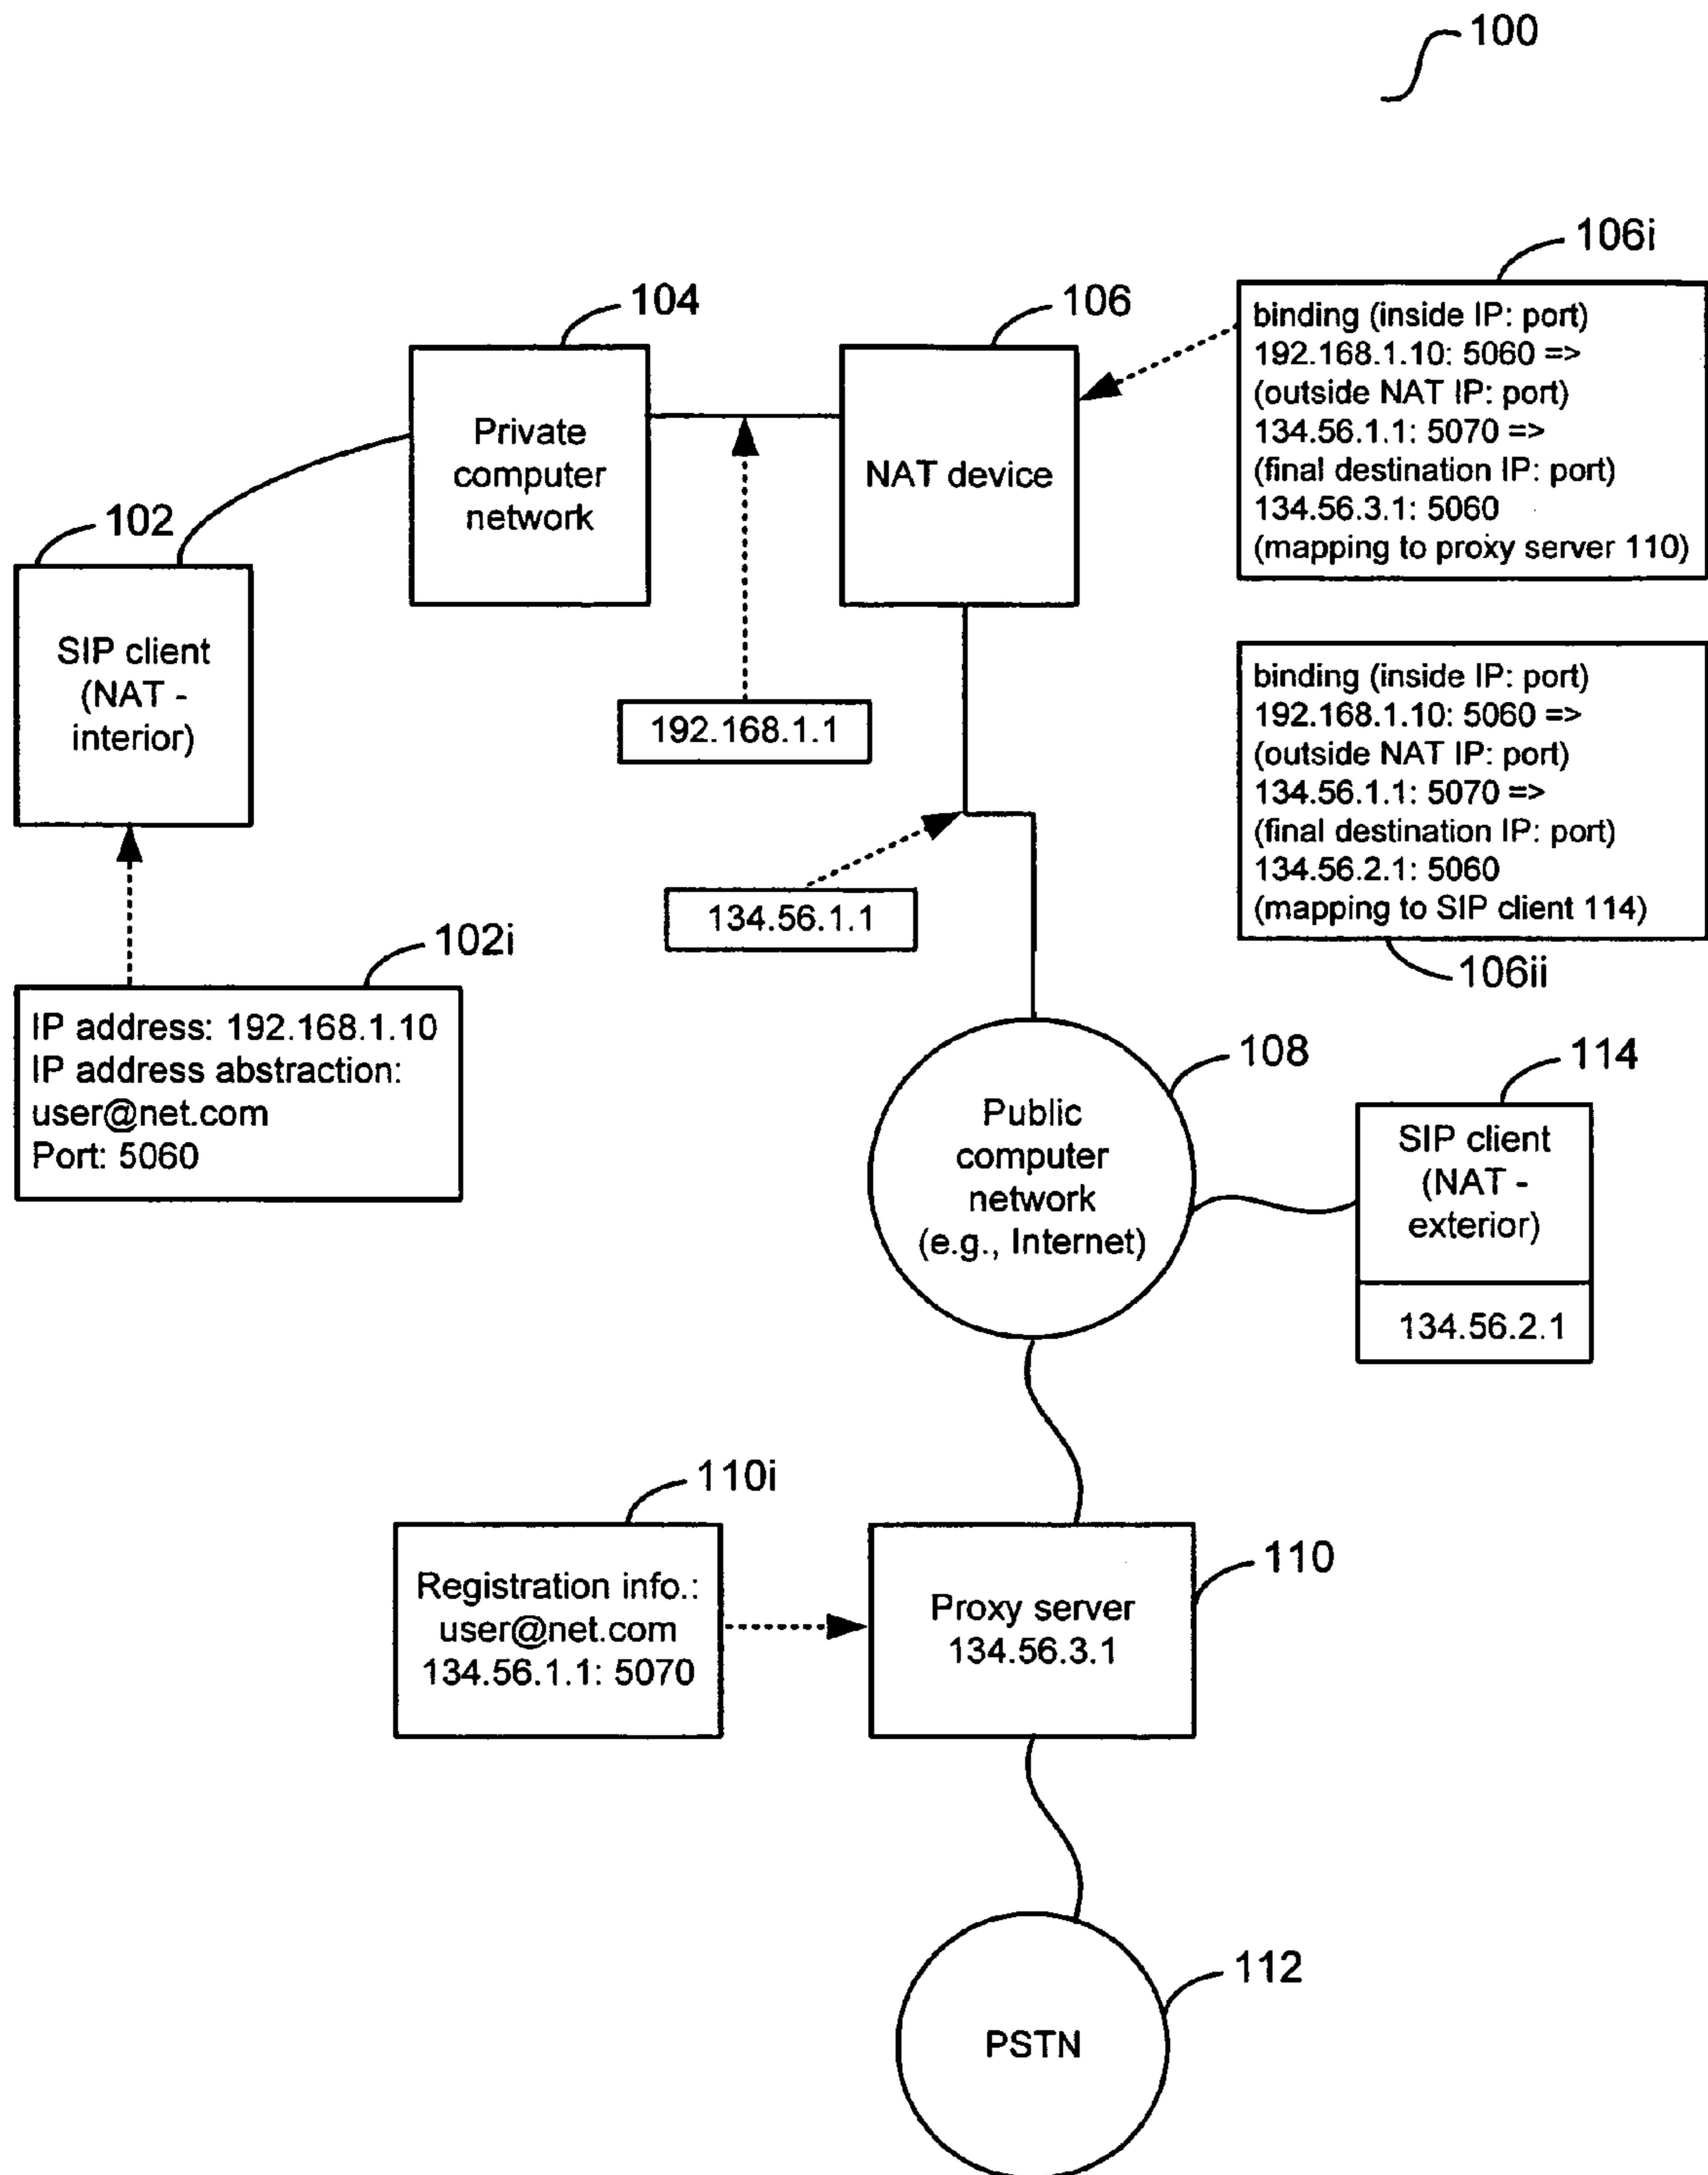 100
106i
104
106
binding (inside IP: port)
192.168.1.10: 5060 =>
(outside NAT IP: port)
134.56.1.1: 5070 =>
(final destination IP: port)
134.56.3.1: 5060
(mapping to proxy server 110)
Private
computer
network
NAT device
102
SIP client
(NAT -
interior)
192.168.1.1
binding (inside IP: port)
192.168.1.10: 5060 =>
(outside NAT IP: port)
134.56.1.1: 5070 =>
(final destination IP: port)
134.56.2.1: 5060
(mapping to SIP client 114)
106ii
134.56.1.1
102i
IP address: 192.168.1.10
IP address abstraction:
user@net.com
Port: 5060
108
Public
computer
network
(e.g., Internet)
114
SIP client
(NAT -
exterior)
134.56.2.1
110i
Registration info.:
user@net.com
134.56.1.1: 5070
110
Proxy server
134.56.3.1
112
PSTN